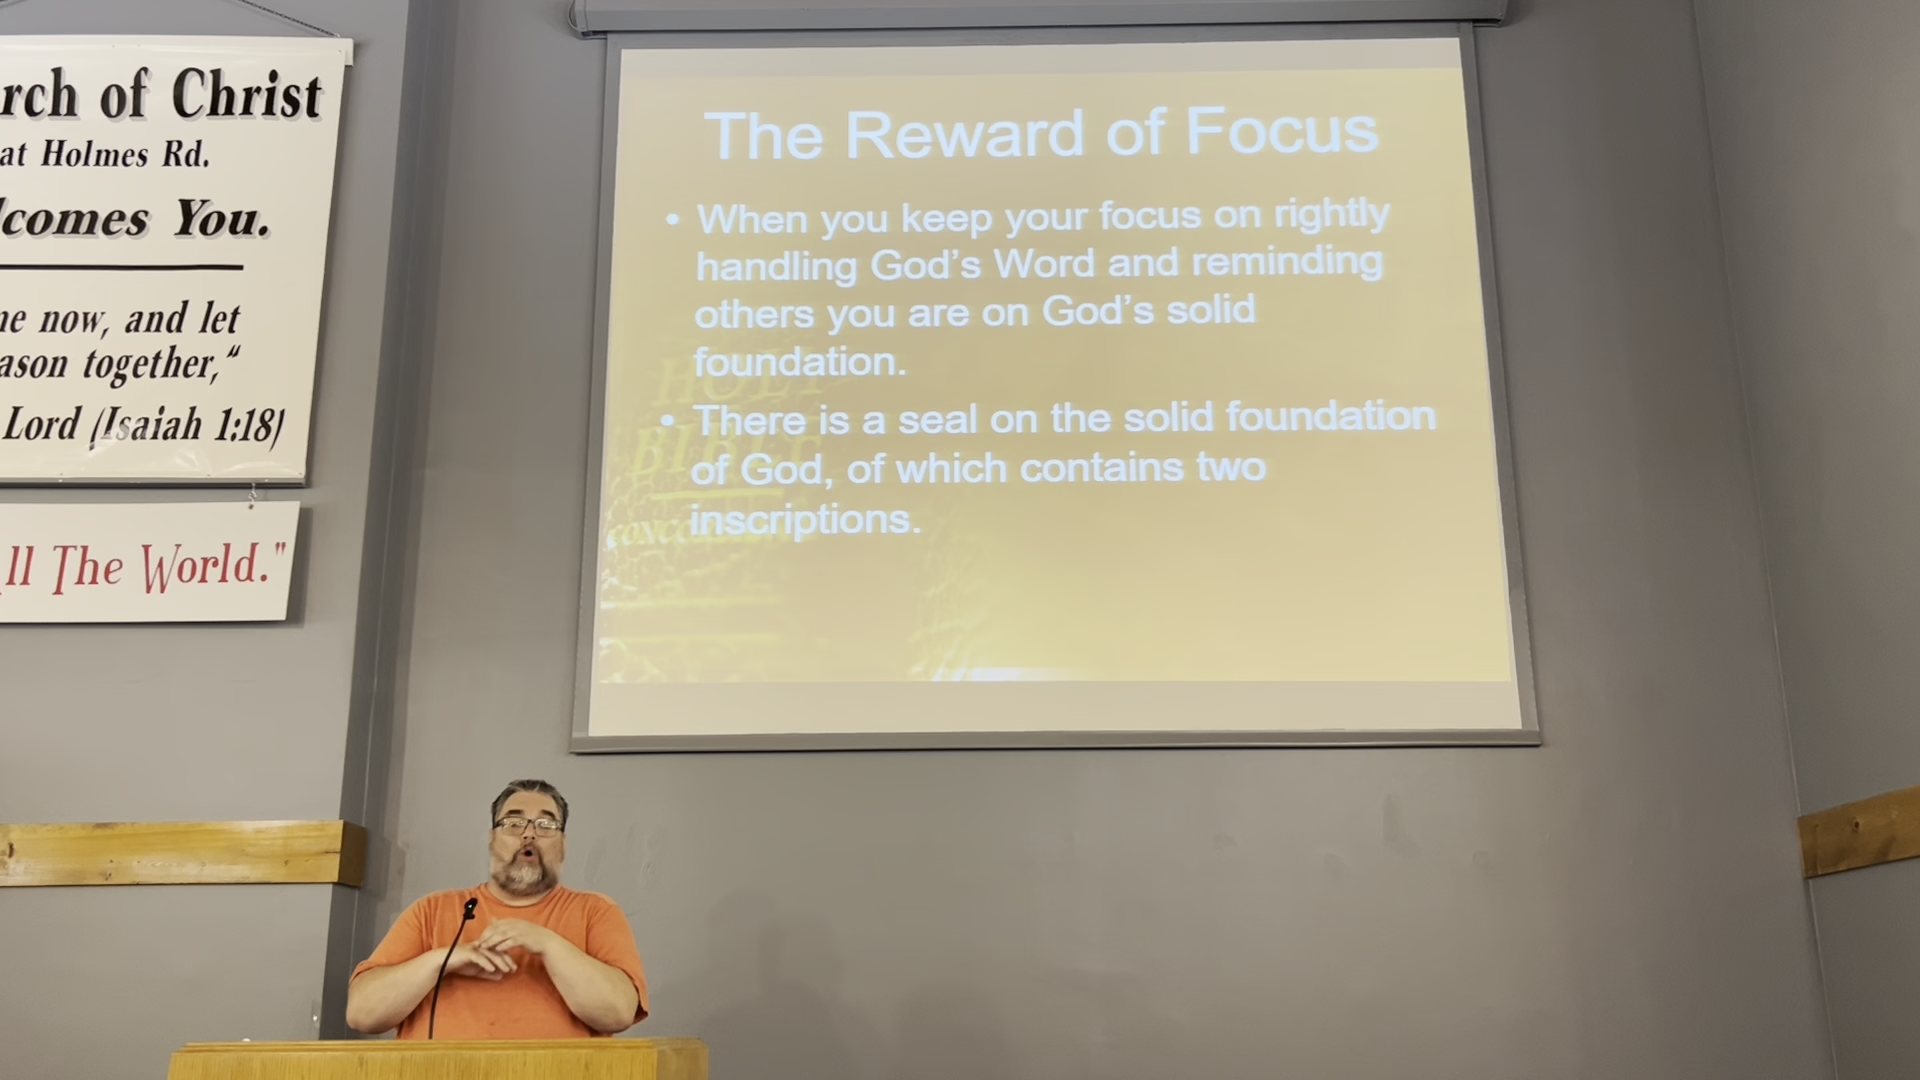 rch of Christ
at Holmes Rd.
lcomes You.
ne now, and let
ason together,“
Lord (Isaiah 1:18)
ll The World."
The Reward of Focus
• When you keep your focus on rightly
handling God’s Word and reminding
others you are on God’s solid
foundation.
• There is a seal on the solid foundation
of God, of which contains two
inscriptions.
HOLY
BIBLE